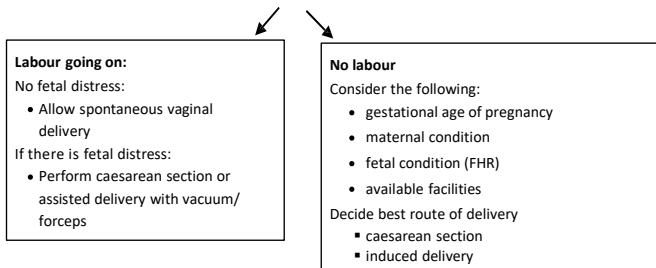 Labour going on:
No fetal distress:
• Allow spontaneous vaginal
delivery
If there is fetal distress:
• Perform caesarean section or
assisted delivery with vacuum/
forceps
No labour
Consider the following:
• gestational age of pregnancy
• maternal condition
• fetal condition (FHR)
• available facilities
Decide best route of delivery
▪ caesarean section
▪ induced delivery